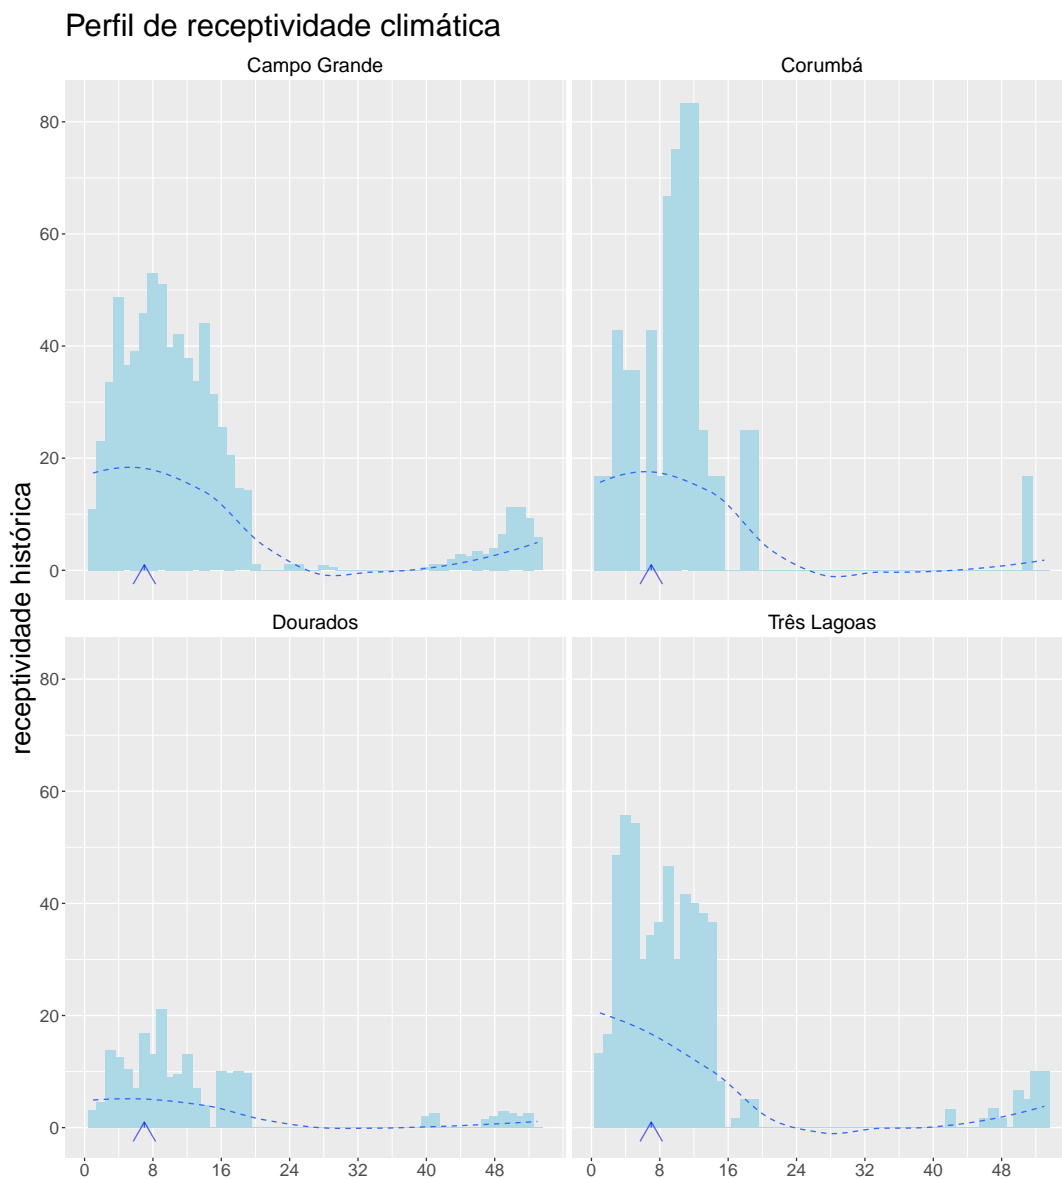 Perfil de receptividade climática
Campo Grande
Corumbá
80
60
40
20
0
Dourados
Três Lagoas
80
60
40
20
0
receptividade histórica
0 8 16 24 32 40 48
0 8 16 24 32 40 48